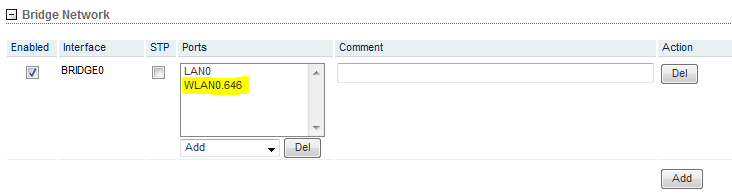 Bridge Network
Enabled Interface STP Ports Comment Action
BRIDGE0 LAN0 Del
WLAN0.646
Add Del
Add